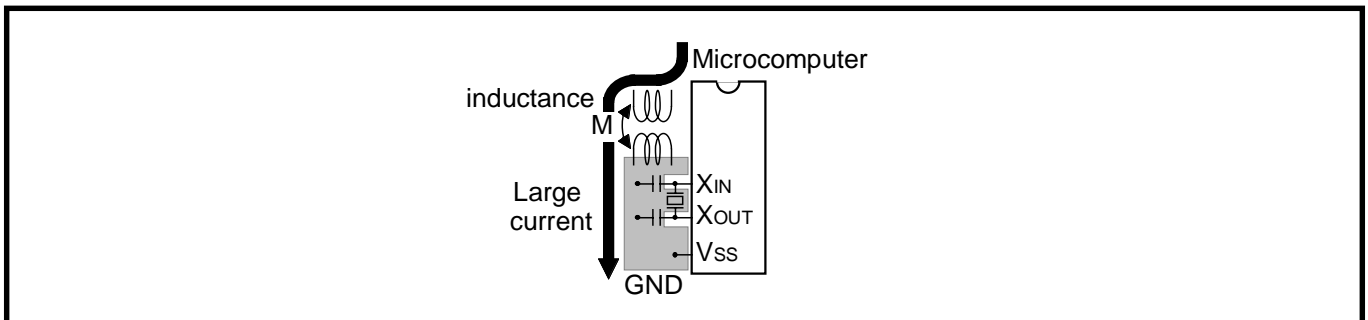 Microcomputer
inductance
M
Large
current
XIN
XOUT
VSS
GND